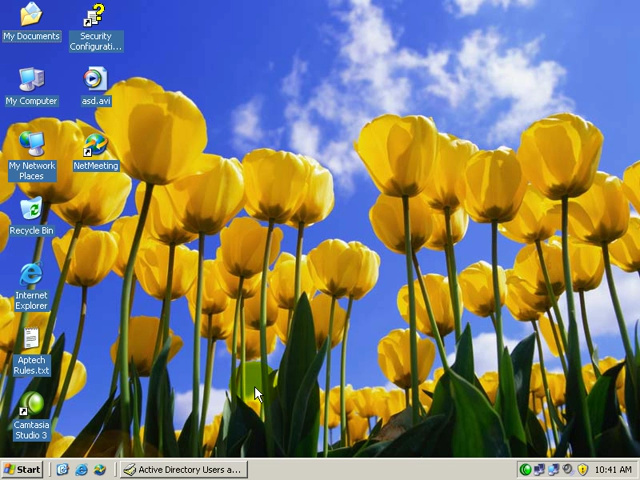 My Documents
Security
Configurati...
My Computer
asd.avi
My Network
Places
NetMeeting
Recycle Bin
Internet
Explorer
Aptech
Rules.txt
Camtasia
Studio 3
Start
Active Directory Users a...
10:41 AM